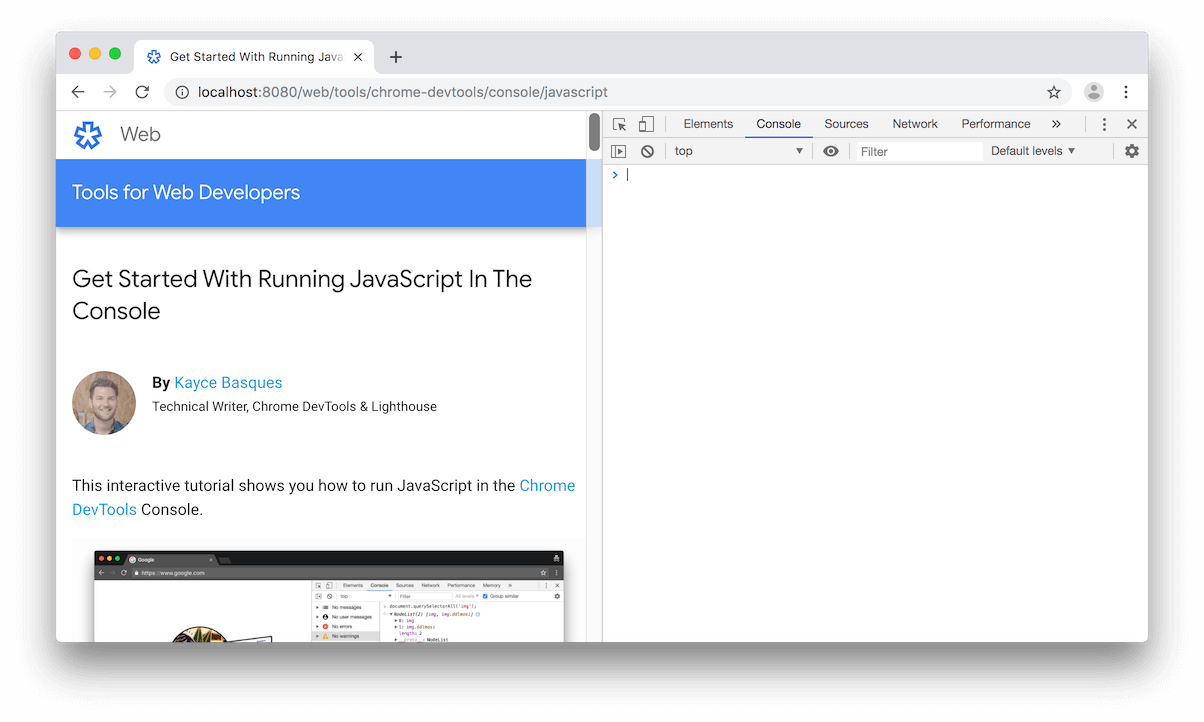 Get Started With Running Java
localhost:8080/web/tools/chrome-devtools/console/javascript
Web
Tools for Web Developers
Get Started With Running JavaScript In The
Console
By Kayce Basques
Technical Writer, Chrome DevTools & Lighthouse
This interactive tutorial shows you how to run JavaScript in the Chrome
DevTools Console.
Google
https://www.google.com
Elements Console Sources Network Performance Memory »
top Filter All levels Group similar
No messages
No user messages
No errors
No warnings
document.querySelectorAll('img');
NodeList(2) [img, img.ddlmosi]
0: img
1: img.ddlmosi
length: 2
__proto__: NodeList
Elements Console Sources Network Performance »
top Filter Default levels
>